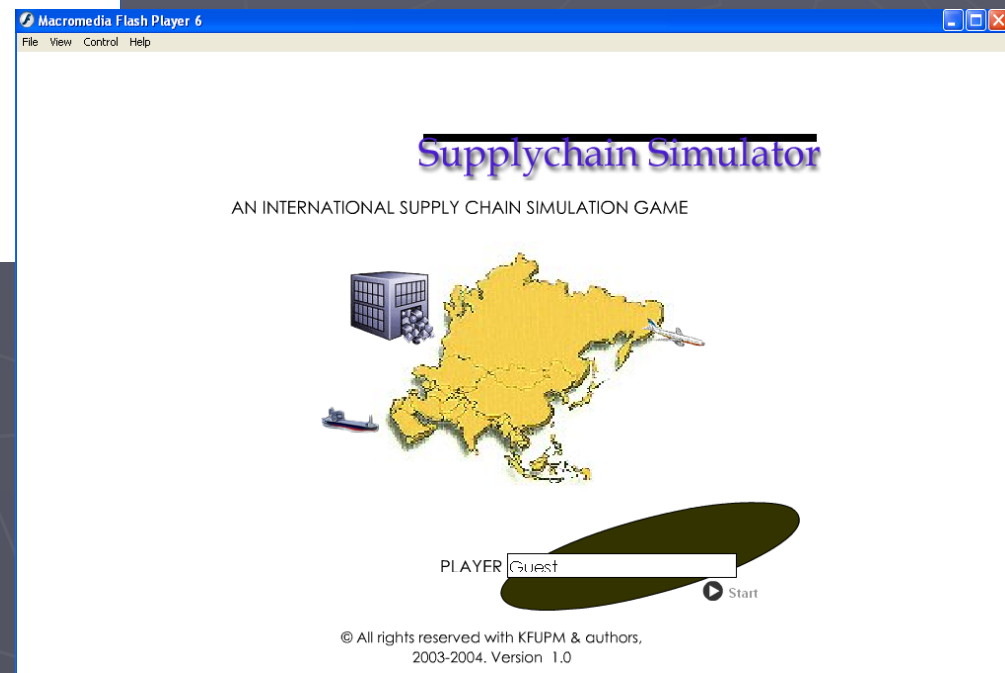 Macromedia Flash Player 6
File View Control Help
Supplychain Simulator
AN INTERNATIONAL SUPPLY CHAIN SIMULATION GAME
PLAYER Guest
Start
© All rights reserved with KFUPM & authors,
2003-2004. Version 1.0